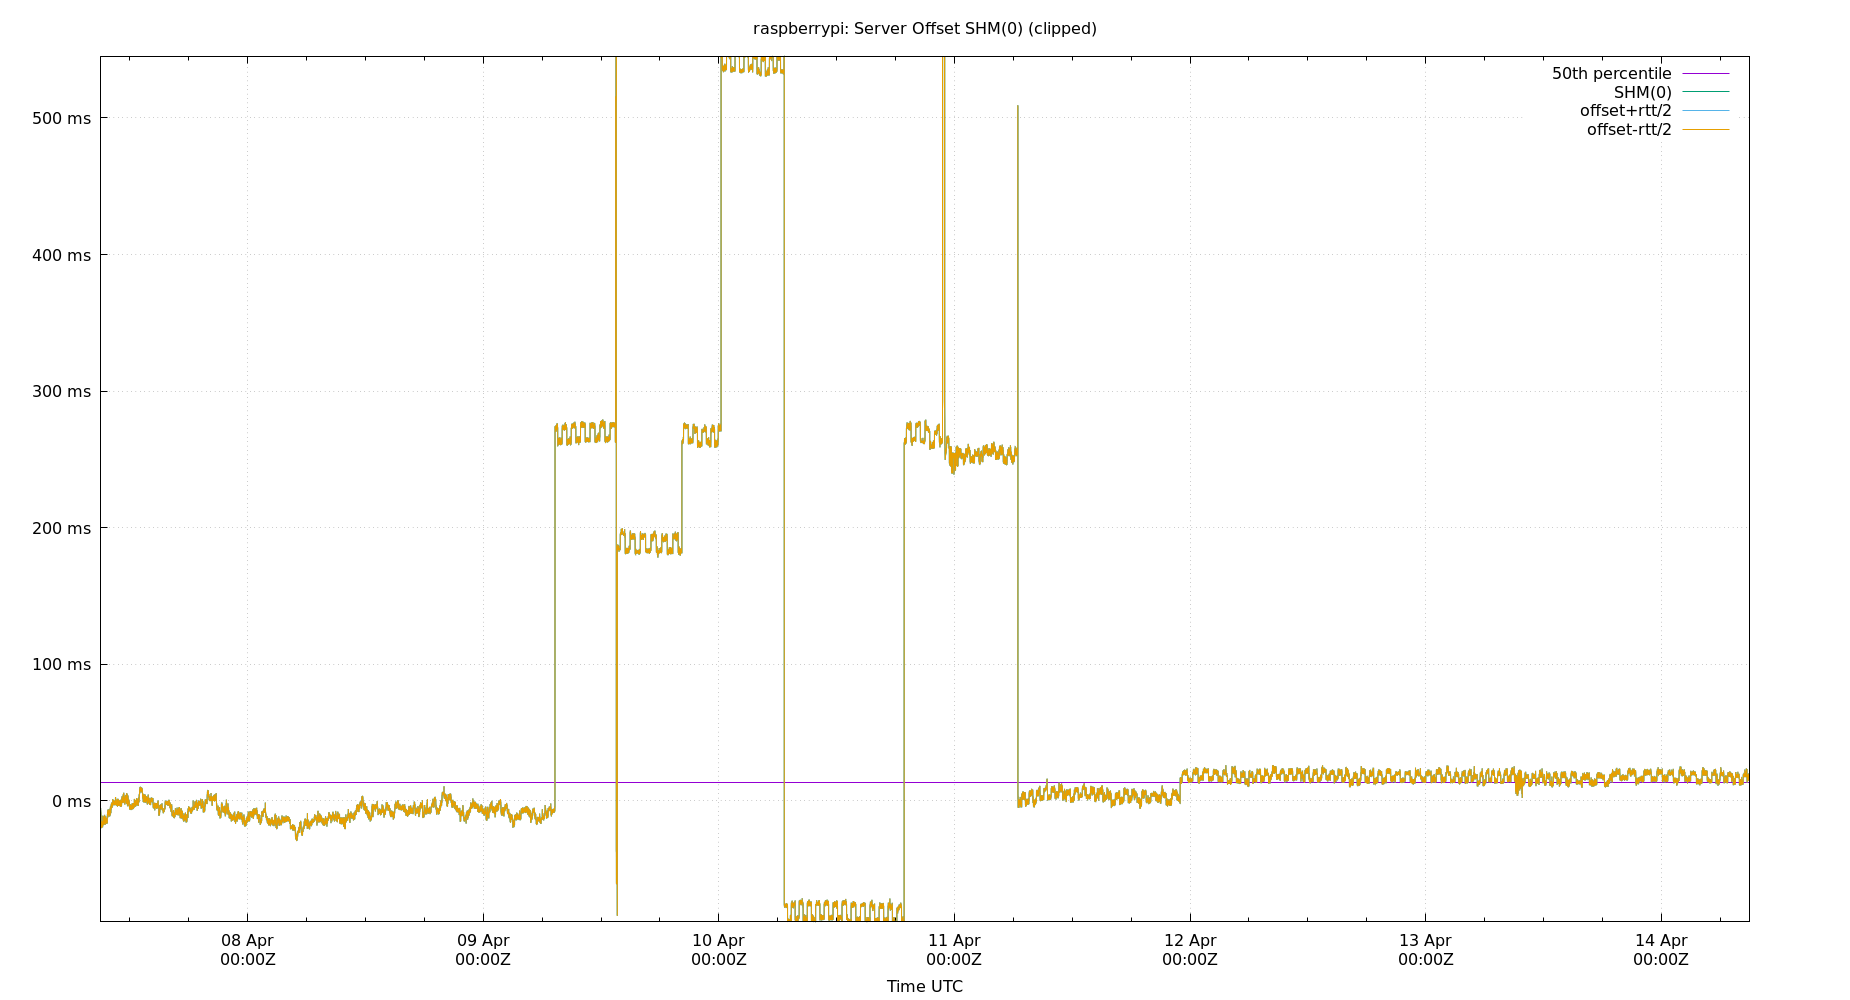 raspberrypi: Server Offset SHM(0) (clipped)
50th percentile
SHM(0)
offset+rtt/2
offset-rtt/2
500 ms
400 ms
300 ms
200 ms
100 ms
0 ms
08 Apr 09 Apr 10 Apr 11 Apr 12 Apr 13 Apr 14 Apr
00:00Z 00:00Z 00:00Z 00:00Z 00:00Z 00:00Z 00:00Z
Time UTC